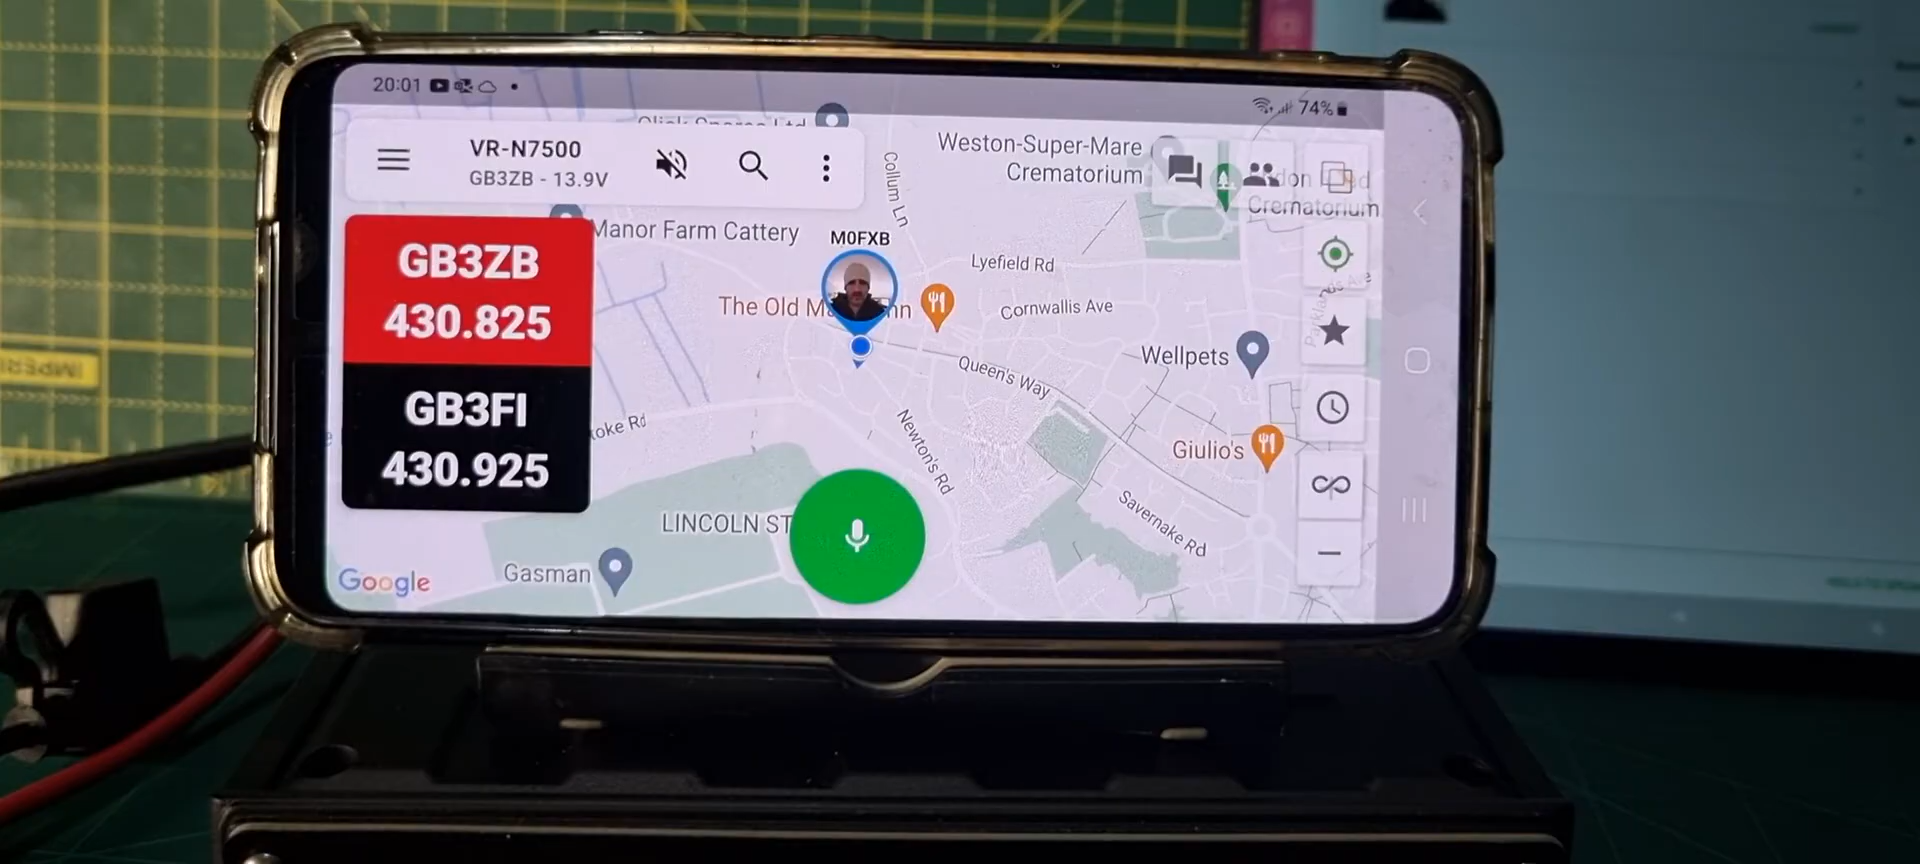 20:01
74%
VR-N7500
GB3ZB - 13.9V
GB3ZB
430.825
GB3FI
430.925
Manor Farm Cattery
Collum Ln
Weston-Super-Mare
Crematorium
Crematorium
M0FXB
Lyefield Rd
The Old
Cornwallis Ave
Queen's Way
Wellpets
Newton's Rd
Giulio's
Savernake Rd
LINCOLN ST
Gasman
Google